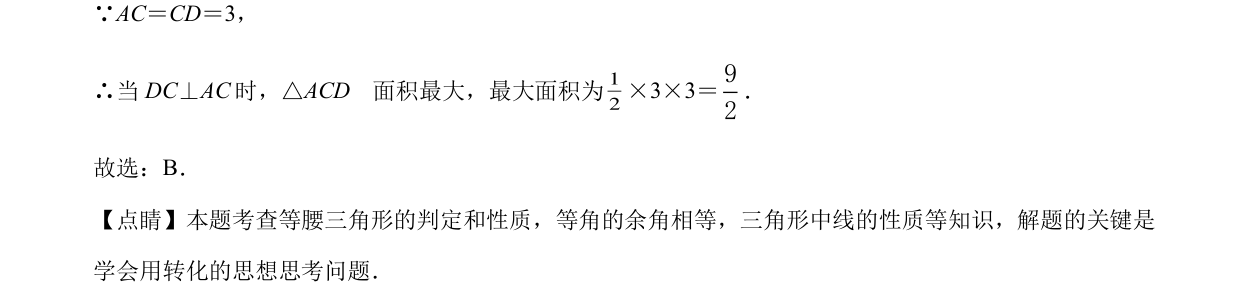 ∵AC=CD=3，
∴当 DC⊥AC 时，△ACD 面积最大，最大面积为 1/2 ×3×3= 9/2．
故选：B．
【点睛】本题考查等腰三角形的判定和性质，等角的余角相等，三角形中线的性质等知识，解题的关键是
学会用转化的思想思考问题．